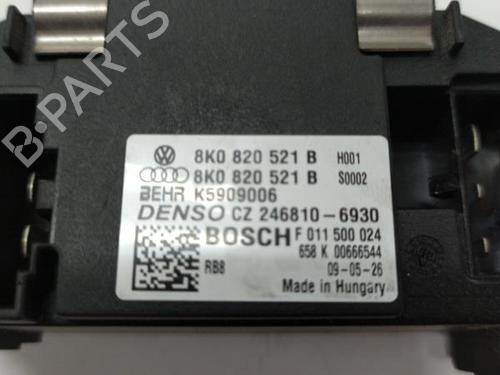 8K0 820 521 B H001
8K0 820 521 B S0002
BEHR K5909006
DENSO CZ 246810-6930
BOSCH F 011 500 024
658 K 00666544
RB8 09-05-26
Made in Hungary
B-PARTS